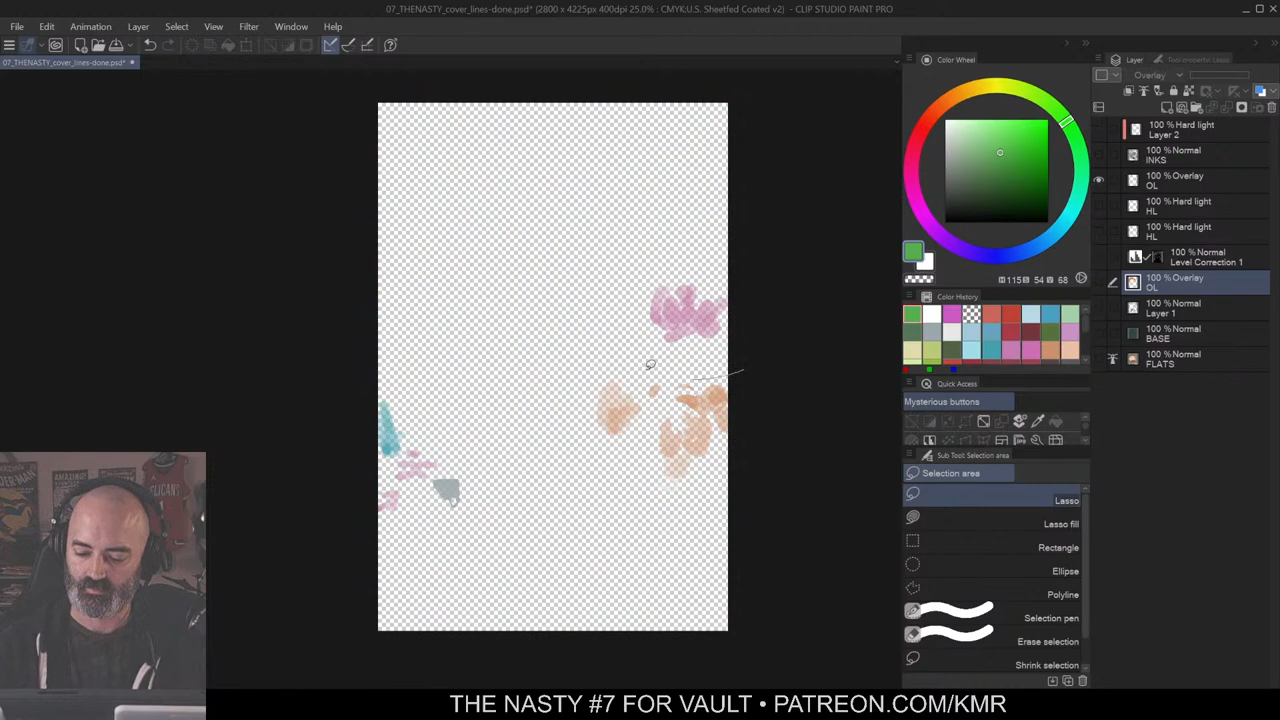 07_THENASTY_cover_lines-done.psd* (2800 x 4225px 400dpi 25.0% : CMYK:U.S. Sheetfed Coated v2) - CLIP STUDIO PAINT PRO
File Edit Animation Layer Select View Filter Window Help
07_THENASTY_cover_lines-done.psd*
Color Wheel
H 115 S 54 V 68
Color History
Quick Access
Mysterious buttons
Sub Tool Selection area
Selection area
Lasso
Lasso fill
Rectangle
Ellipse
Polyline
Selection pen
Erase selection
Shrink selection
Layer Tool property Lasso
Overlay
100 % Hard light
Layer 2
100 % Normal
INKS
100 % Overlay
OL
100 % Hard light
HL
100 % Hard light
HL
100 % Normal
Level Correction 1
100 % Overlay
OL
100 % Normal
Layer 1
100 % Normal
BASE
100 % Normal
FLATS
THE NASTY #7 FOR VAULT • PATREON.COM/KMR